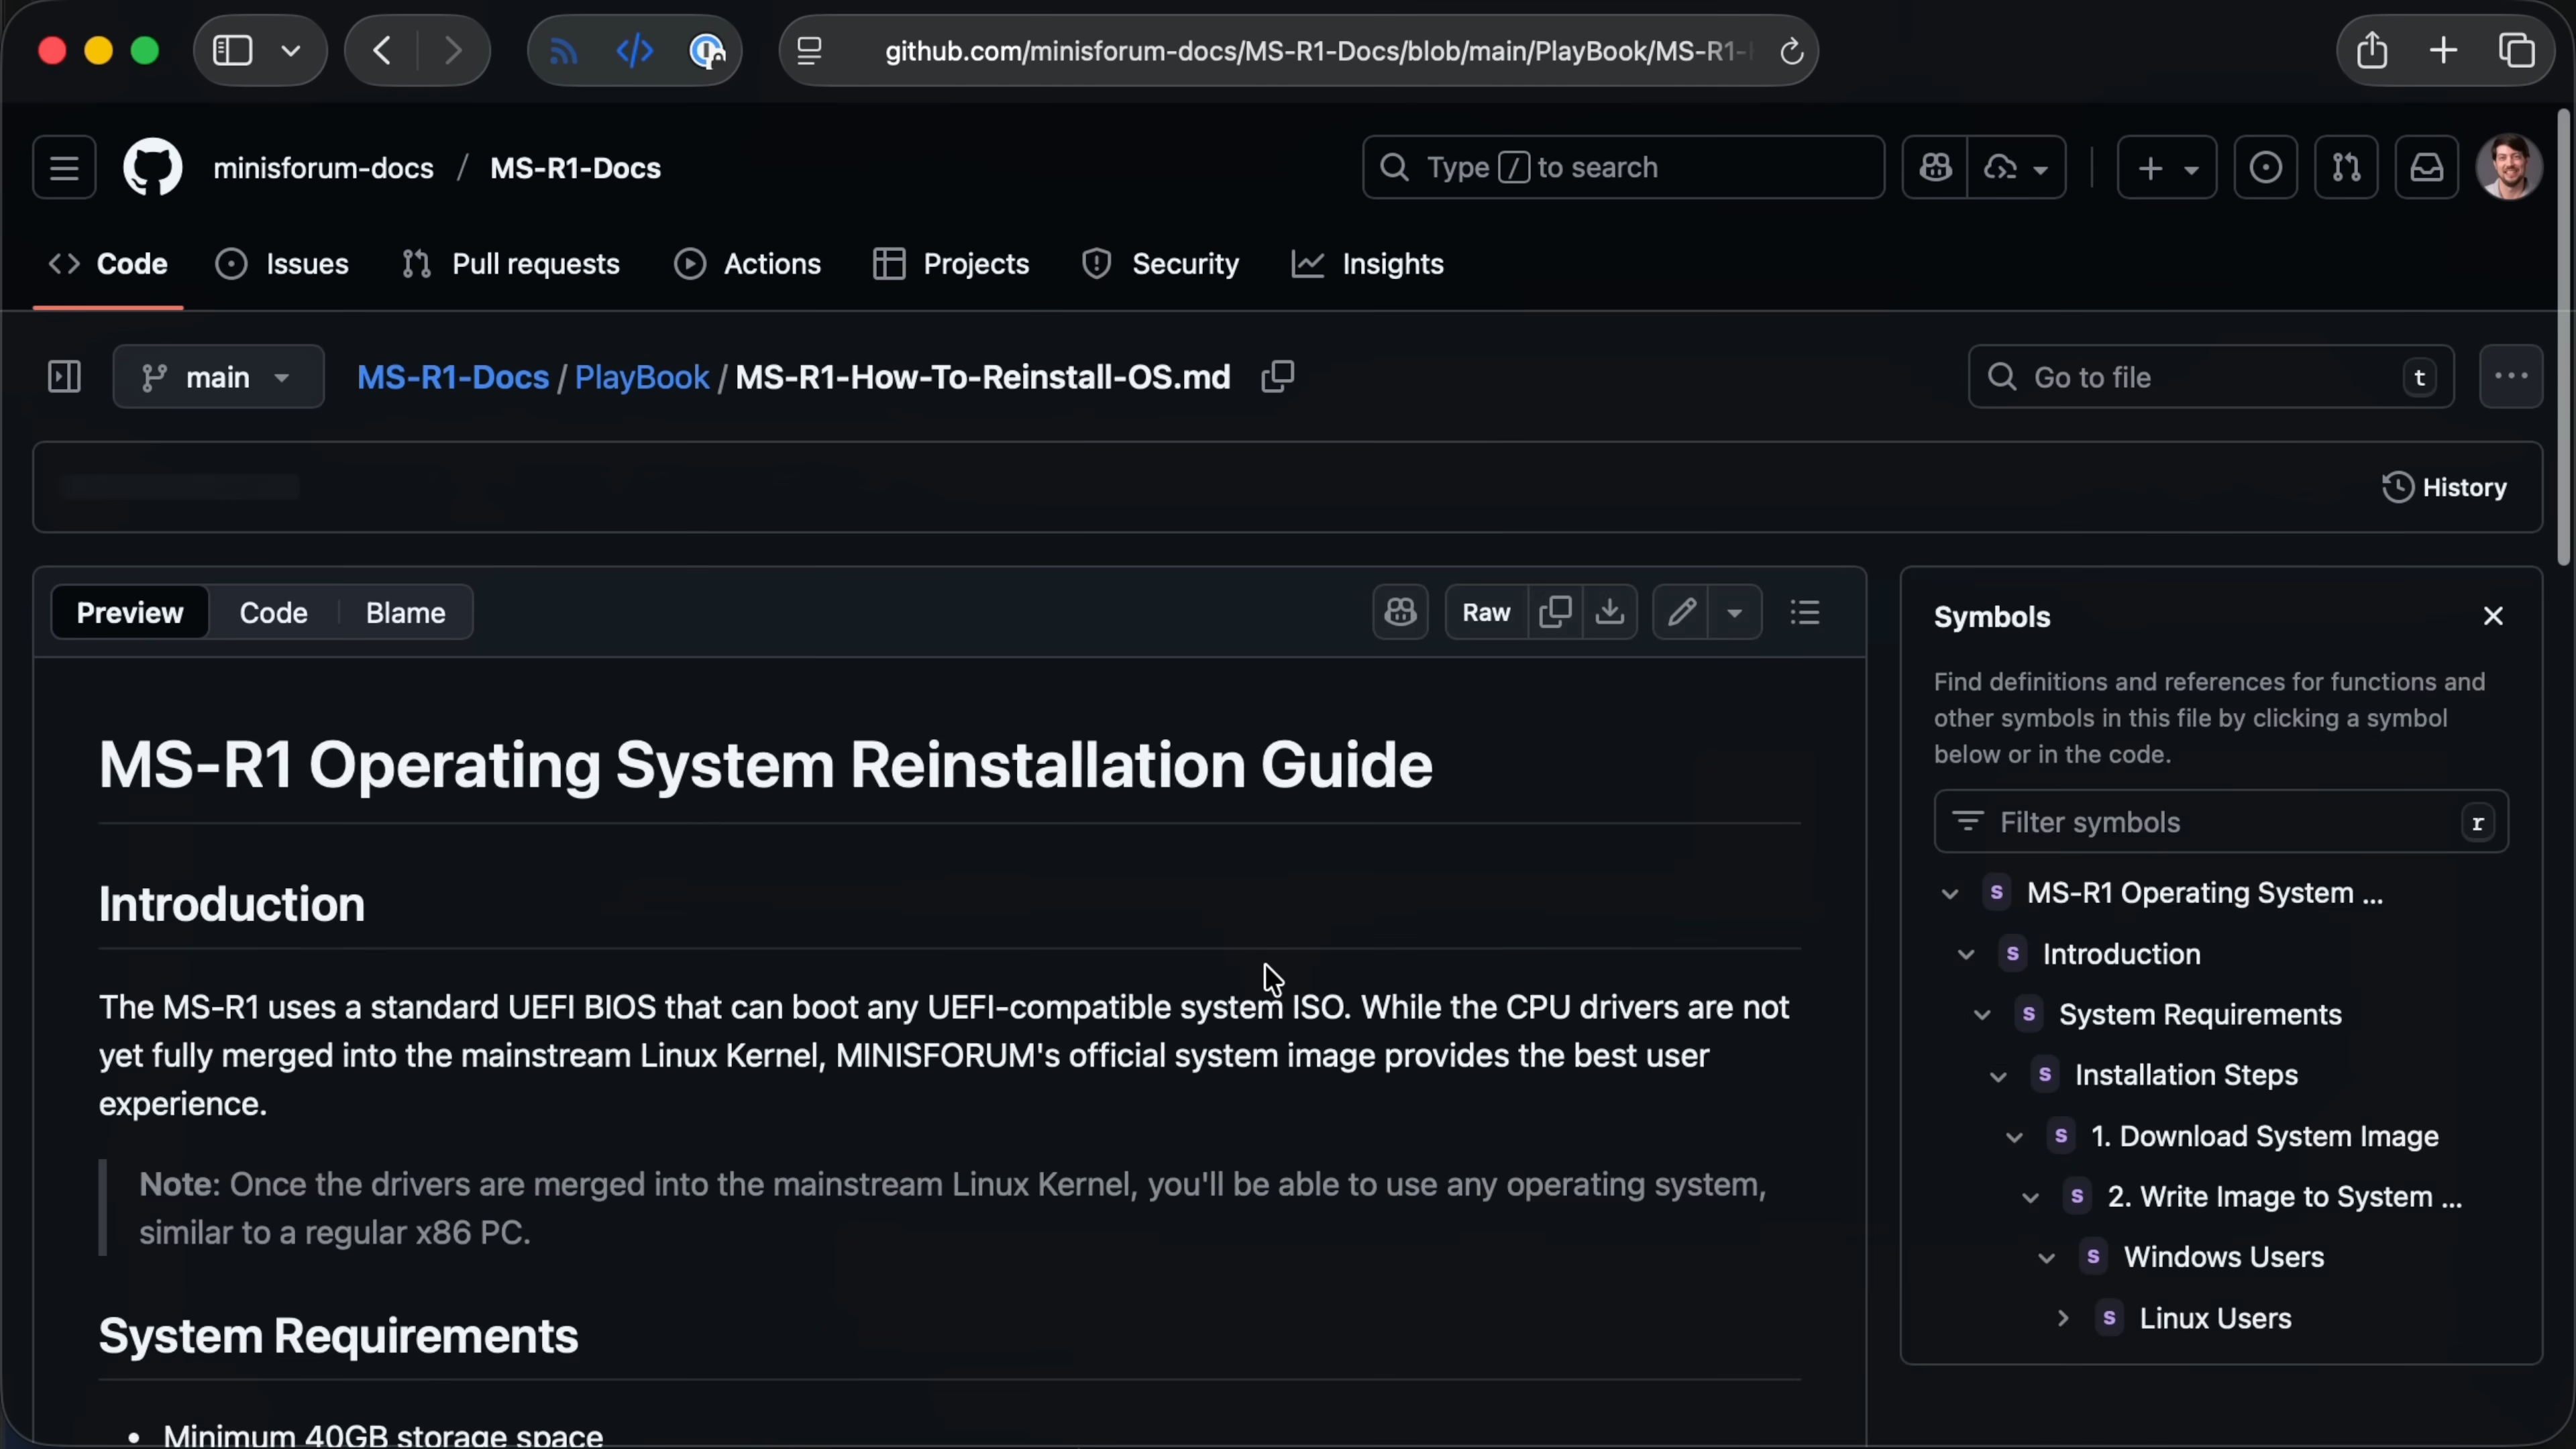 github.com/minisforum-docs/MS-R1-Docs/blob/main/PlayBook/MS-R1-
minisforum-docs / MS-R1-Docs
Type / to search
Code Issues Pull requests Actions Projects Security Insights
main MS-R1-Docs / PlayBook / MS-R1-How-To-Reinstall-OS.md
Go to file t
History
Preview Code Blame
Raw
MS-R1 Operating System Reinstallation Guide
Introduction
The MS-R1 uses a standard UEFI BIOS that can boot any UEFI-compatible system ISO. While the CPU drivers are not
yet fully merged into the mainstream Linux Kernel, MINISFORUM's official system image provides the best user
experience.
Note: Once the drivers are merged into the mainstream Linux Kernel, you'll be able to use any operating system,
similar to a regular x86 PC.
System Requirements
• Minimum 40GB storage space
Symbols
Find definitions and references for functions and
other symbols in this file by clicking a symbol
below or in the code.
Filter symbols r
S MS-R1 Operating System ...
S Introduction
S System Requirements
S Installation Steps
S 1. Download System Image
S 2. Write Image to System ...
S Windows Users
S Linux Users